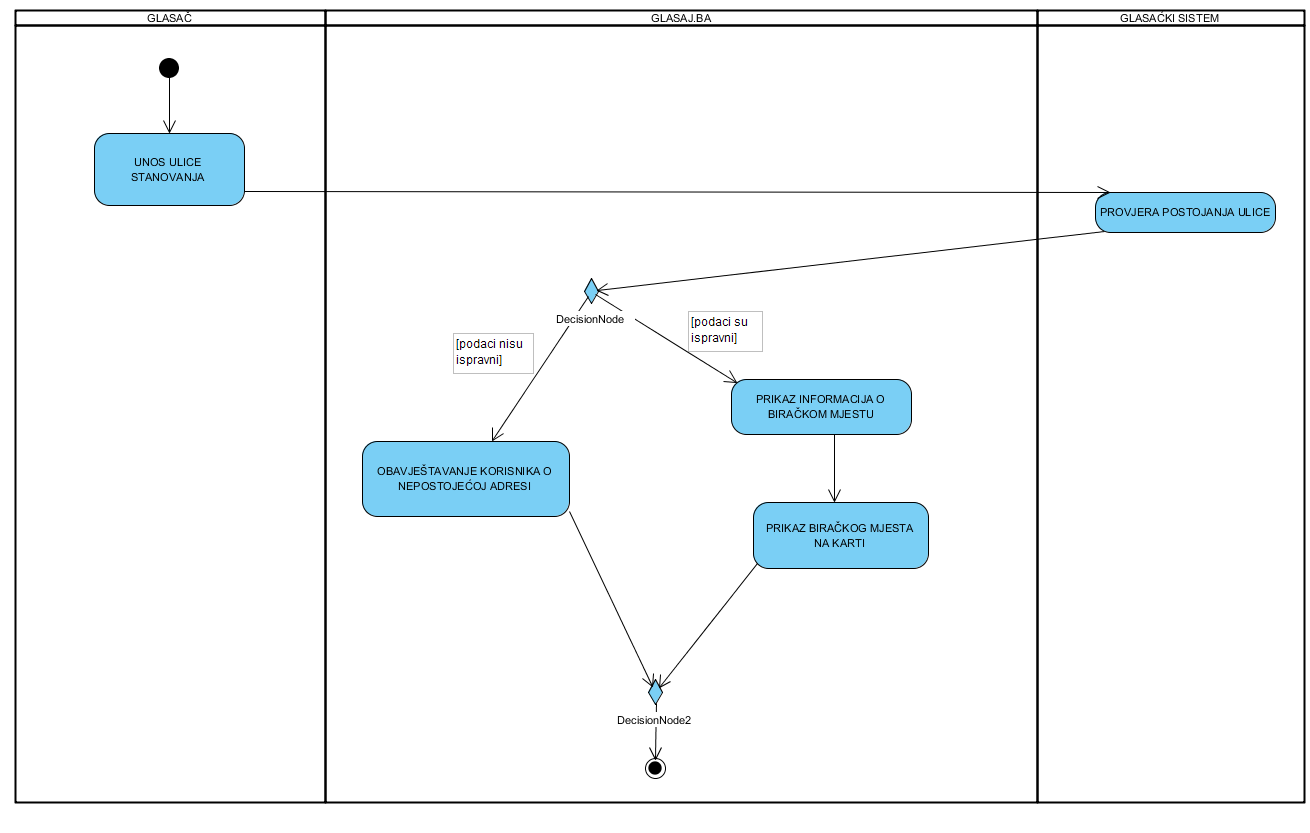 GLASAČ
GLASAJ.BA
GLASAČKI SISTEM
UNOS ULICE
STANOVANJA
PROVJERA POSTOJANJA ULICE
DecisionNode
[podaci su
ispravni]
[podaci nisu
ispravni]
PRIKAZ INFORMACIJA O
BIRAČKOM MJESTU
OBAVJEŠTAVANJE KORISNIKA O
NEPOSTOJEĆOJ ADRESI
PRIKAZ BIRAČKOG MJESTA
NA KARTI
DecisionNode2